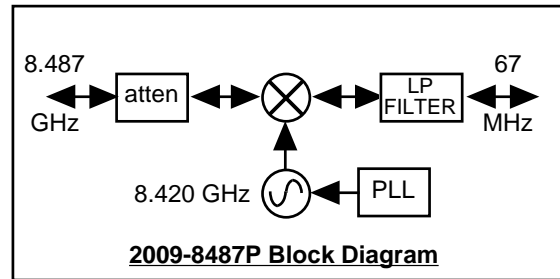 8.487
GHz
atten
LP
FILTER
67
MHz
8.420 GHz
PLL
2009-8487P Block Diagram